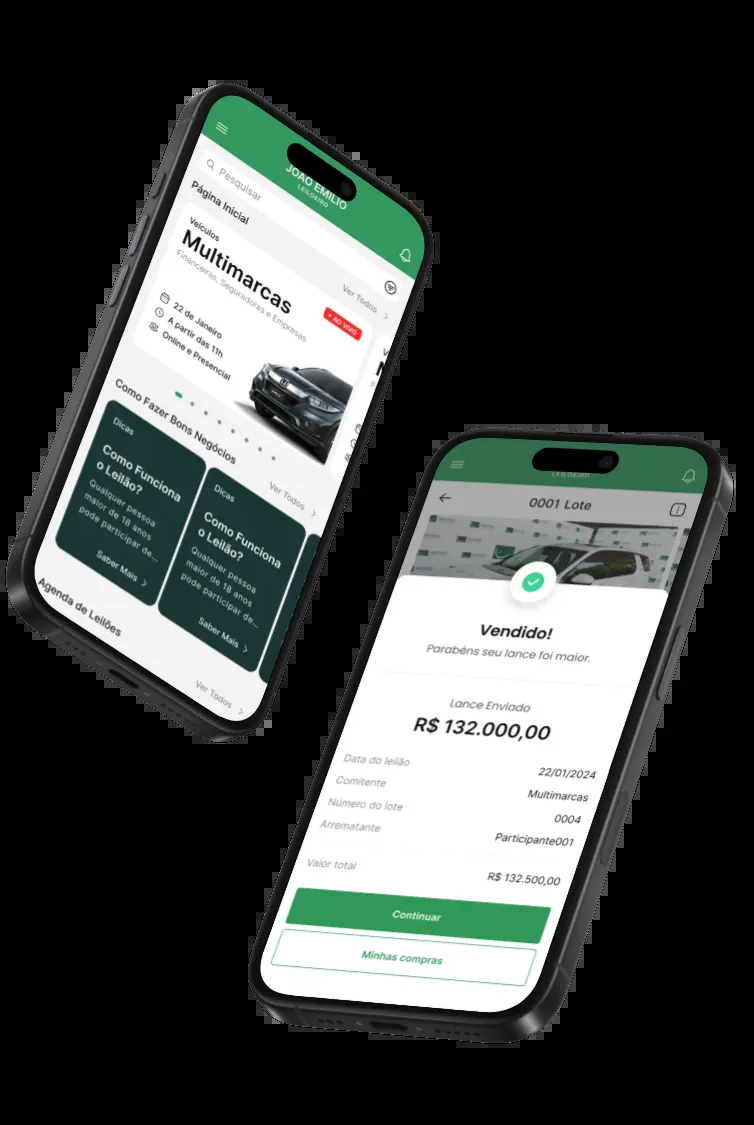 JOÃO EMILIO
LEILOEIRO
Pesquisar
Página Inicial
Ver Todos
Veículos
Multimarcas
Financeiras, Seguradoras e Empresas
AO VIVO
22 de Janeiro
A partir das 11h
Online e Presencial
Como Fazer Bons Negócios
Ver Todos
Dicas
Como Funciona
o Leilão?
Qualquer pessoa
maior de 18 anos
pode participar de...
Saber Mais
Dicas
Como Funciona
o Leilão?
Qualquer pessoa
maior de 18 anos
pode participar de...
Saber Mais
Agenda de Leilões
Ver Todos
LEILOEIRO
0001 Lote
Vendido!
Parabéns seu lance foi maior.
Lance Enviado
R$ 132.000,00
Data do leilão 22/01/2024
Comitente Multimarcas
Número do lote 0004
Arrematante Participante001
Valor total R$ 132.500,00
Continuar
Minhas compras